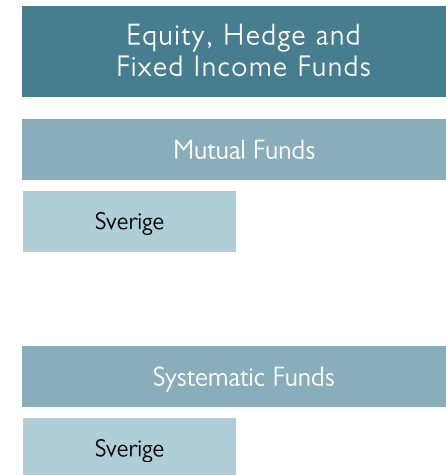 Equity, Hedge and
Fixed Income Funds
Mutual Funds
Sverige
Systematic Funds
Sverige